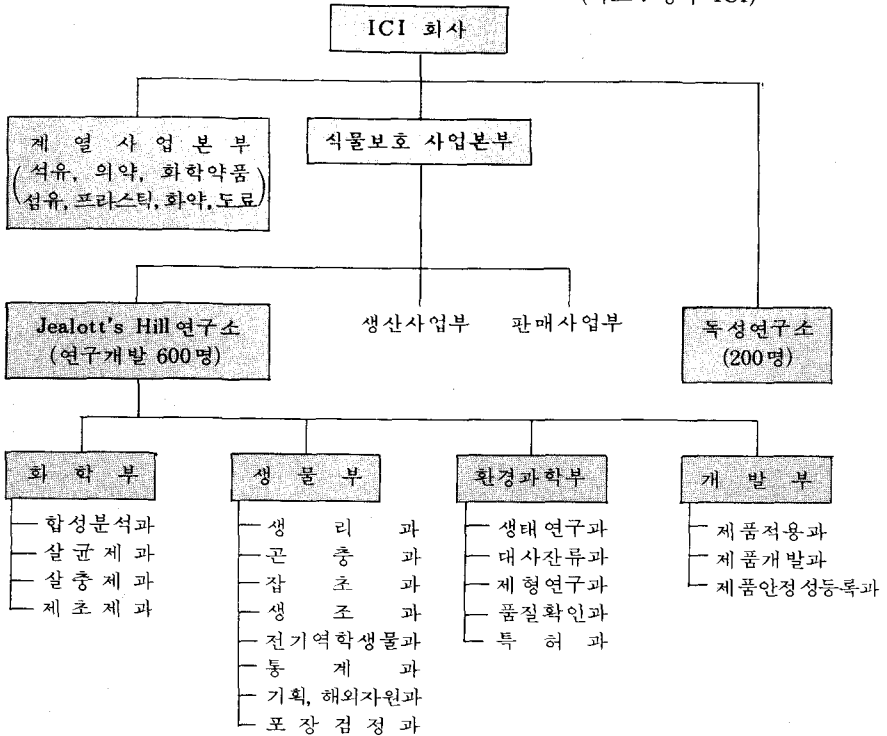 ICI 회사
계 열 사 업 본 부
(석유, 의약, 화학약품
섬유, 프라스틱, 화약, 도료)
식물보호 사업본부
Jealott's Hill 연구소
(연구개발 600명)
생산사업부
판매사업부
독성연구소
(200명)
화 학 부
합성분석과
살 균 제 과
살 충 제 과
제 초 제 과
생 물 부
생 리 과
곤 충 과
잡 초 과
생 조 과
전기역학생물과
통 계 과
기획, 해외자원과
포 장 검 정 과
환경과학부
생태연구과
대사잔류과
제형연구과
품질확인과
특 허 과
개 발 부
제품적용과
제품개발과
제품안정성등록과